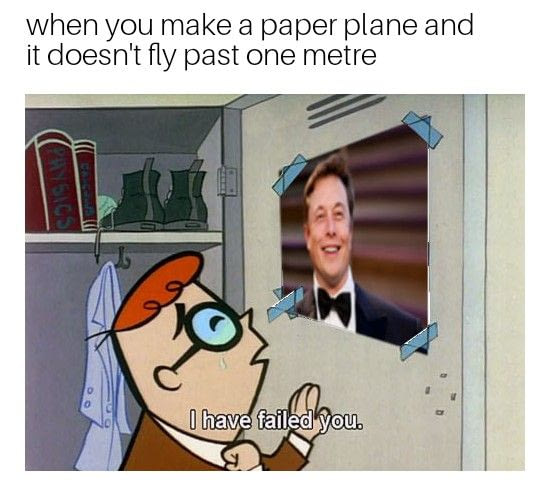 when you make a paper plane and
it doesn't fly past one metre
PHYSICS
I have failed you.